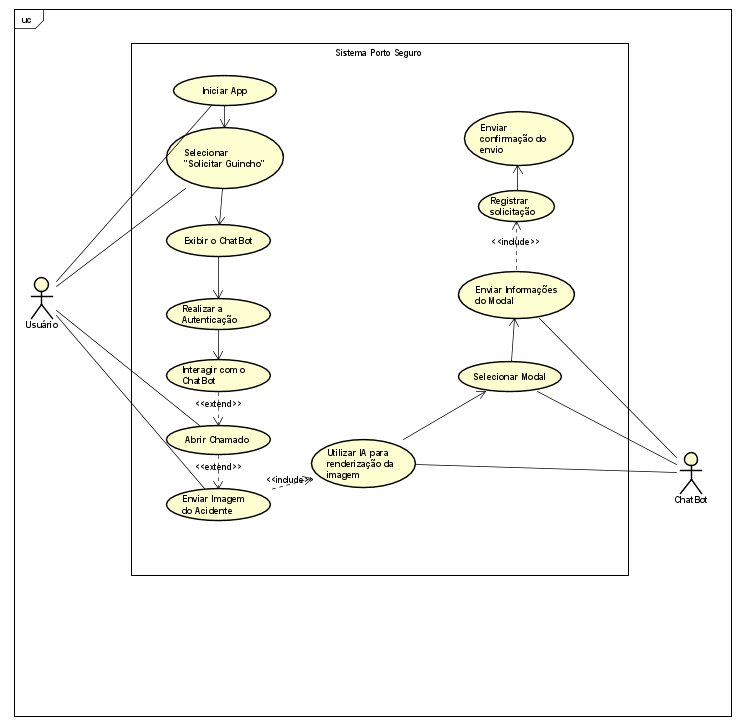 uc
Sistema Porto Seguro
Iniciar App
Selecionar
"Solicitar Guincho"
Exibir o ChatBot
Realizar a
Autenticação
Interagir com o
ChatBot
<<extend>>
Abrir Chamado
<<extend>>
Enviar Imagem
do Acidente
<<include>>
Utilizar IA para
renderização da
imagem
Selecionar Modal
Enviar Informações
do Modal
<<include>>
Registrar
solicitação
Enviar
confirmação do
envio
Usuário
ChatBot